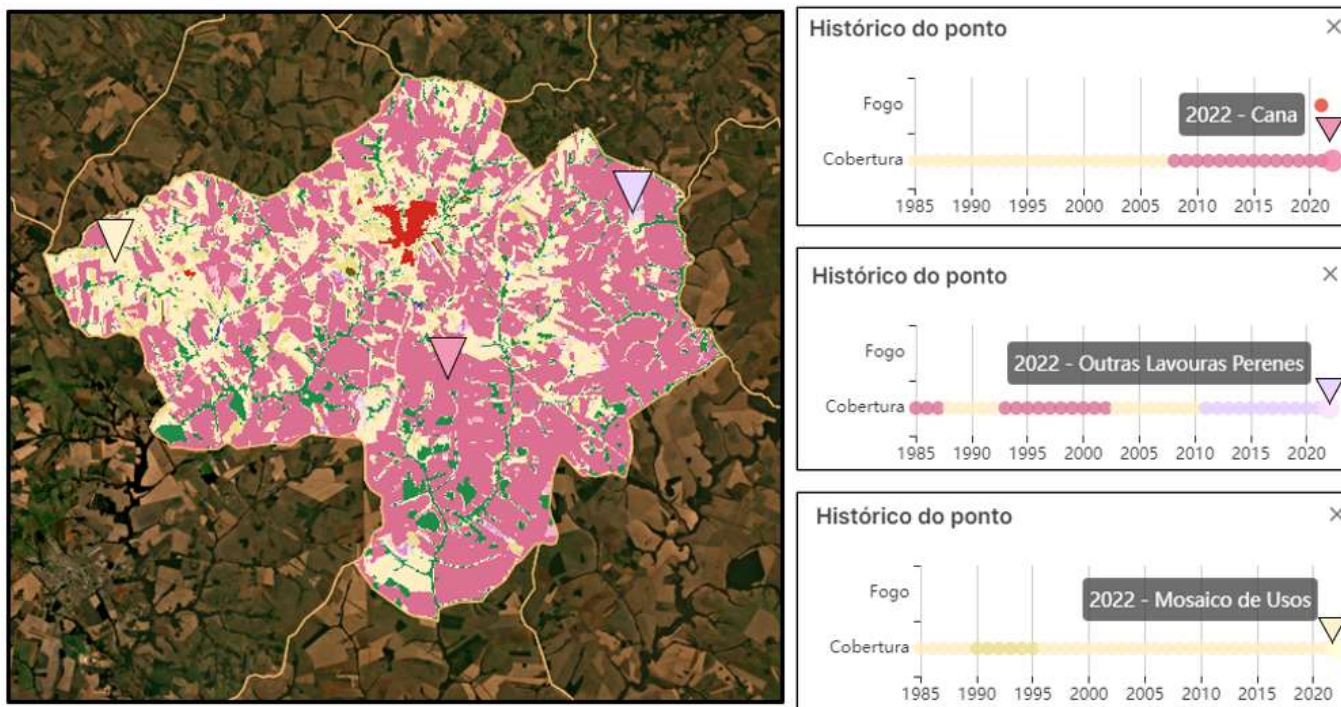 Histórico do ponto ×
Fogo
2022 - Cana
Cobertura
1985 1990 1995 2000 2005 2010 2015 2020
Histórico do ponto ×
Fogo
2022 - Outras Lavouras Perenes
Cobertura
1985 1990 1995 2000 2005 2010 2015 2020
Histórico do ponto ×
Fogo
2022 - Mosaico de Usos
Cobertura
1985 1990 1995 2000 2005 2010 2015 2020